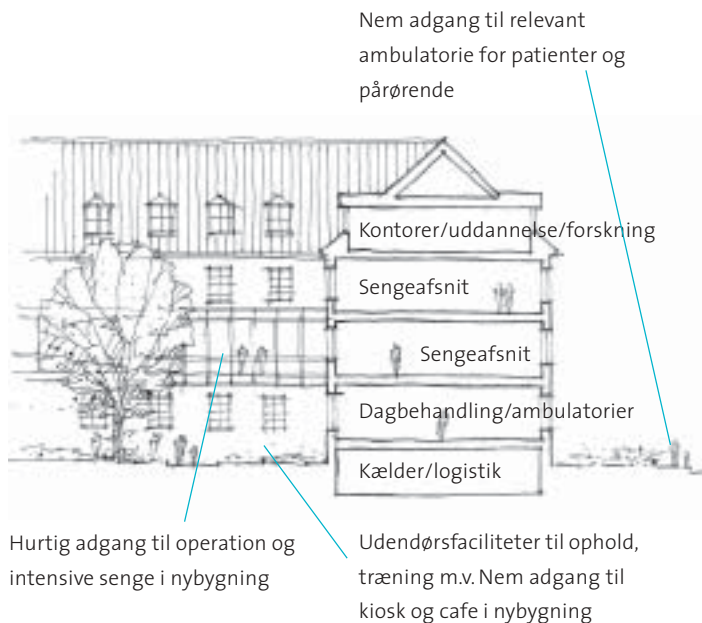 Nem adgang til relevant
ambulatorie for patienter og
pårørende
Kontorer/uddannelse/forskning
Sengeafsnit
Sengeafsnit
Dagbehandling/ambulatorier
Kælder/logistik
Hurtig adgang til operation og
intensive senge i nybygning
Udendørsfaciliteter til ophold,
træning m.v. Nem adgang til
kiosk og cafe i nybygning